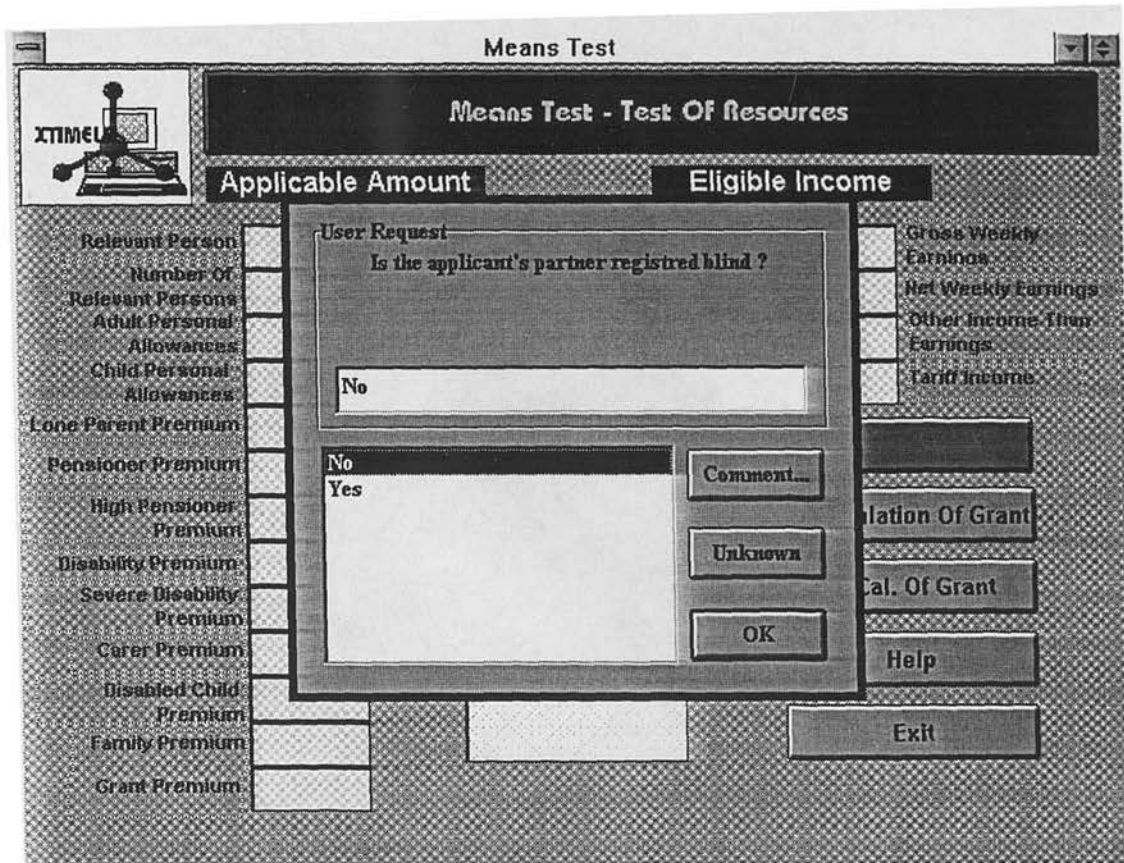 Means Test
XTIMEL
Means Test - Test Of Resources
Applicable Amount
Eligible Income
Relevant Person
Number Of
Relevant Persons
Adult Personal
Allowances
Child Personal
Allowances
Lone Parent Premium
Pensioner Premium
High Pensioner
Premium
Disability Premium
Severe Disability
Premium
Carer Premium
Disabled Child
Premium
Family Premium
Grant Premium
User Request
Is the applicant's partner registred blind ?
No
No
Yes
Comment...
Unknown
OK
Gross Weekly
Earnings
Net Weekly Earnings
Other Income Than
Earnings
Tariff Income
lation Of Grant
Cal. Of Grant
Help
Exit